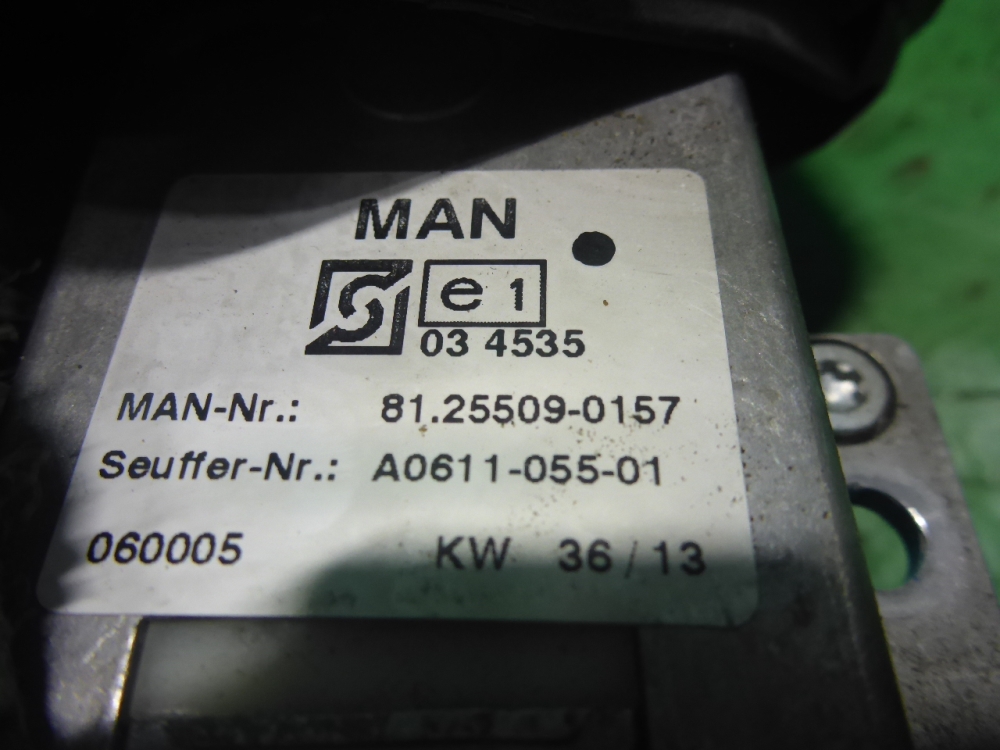 MAN
e 1
03 4535
MAN-Nr.: 81.25509-0157
Seuffer-Nr.: A0611-055-01
060005 KW 36/13